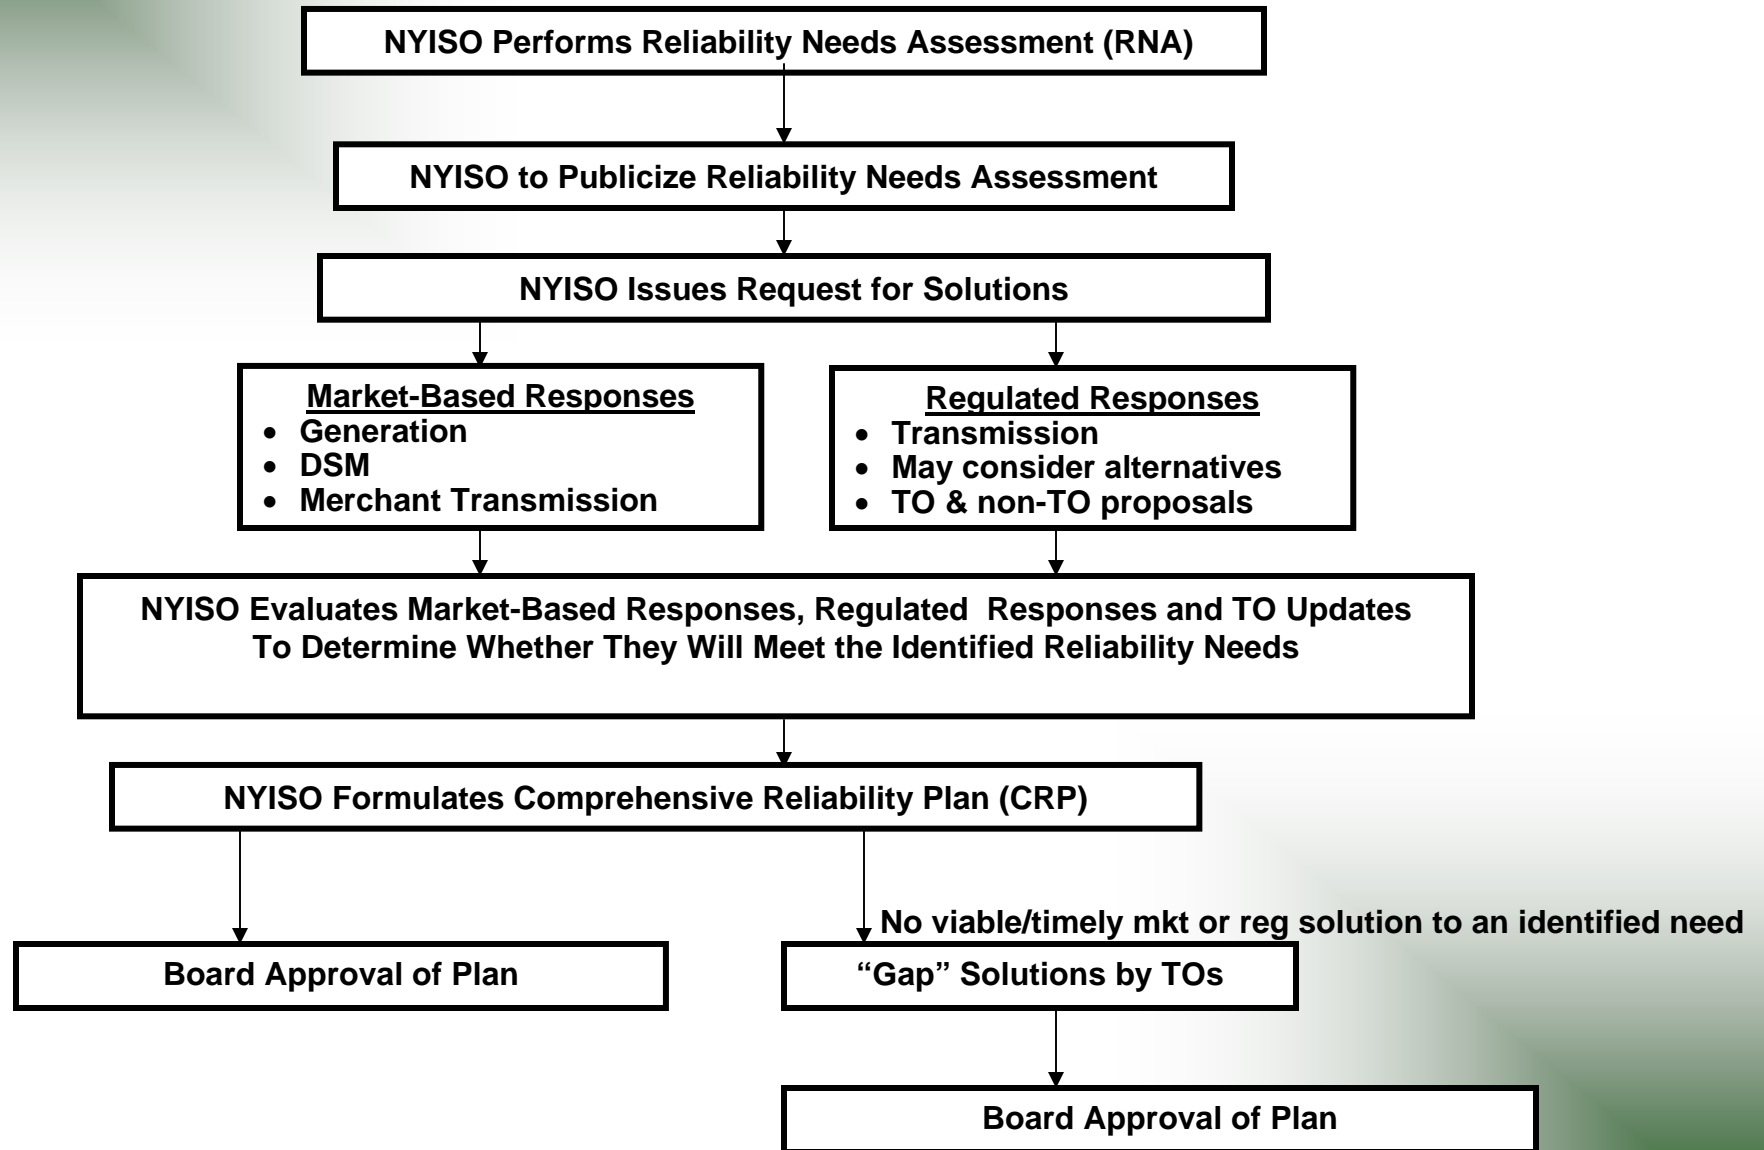 NYISO Performs Reliability Needs Assessment (RNA)
NYISO to Publicize Reliability Needs Assessment
NYISO Issues Request for Solutions
Market-Based Responses
• Generation
• DSM
• Merchant Transmission
Regulated Responses
• Transmission
• May consider alternatives
• TO & non-TO proposals
NYISO Evaluates Market-Based Responses, Regulated  Responses and TO Updates
To Determine Whether They Will Meet the Identified Reliability Needs
NYISO Formulates Comprehensive Reliability Plan (CRP)
No viable/timely mkt or reg solution to an identified need
Board Approval of Plan
“Gap” Solutions by TOs
Board Approval of Plan